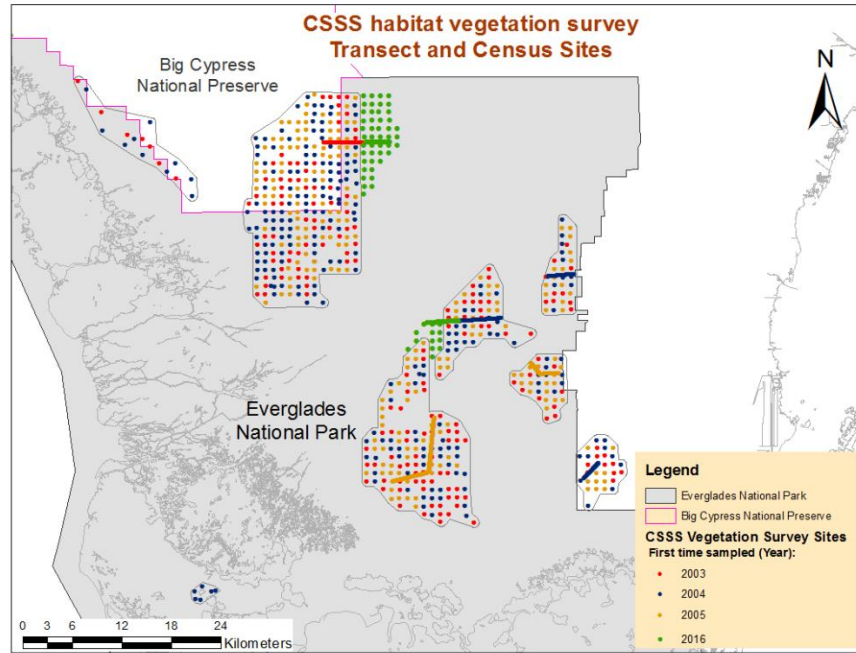 CSSS habitat vegetation survey
Transect and Census Sites
Big Cypress
National Preserve
N
Everglades
National Park
Legend
Everglades National Park
Big Cypress National Preserve
CSSS Vegetation Survey Sites
First time sampled (Year):
2003
2004
2005
2016
0 3 6 12 18 24
Kilometers